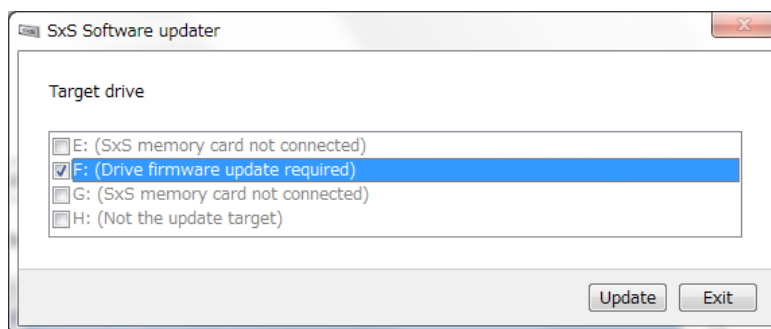 SxS Software updater
Target drive
E: (SxS memory card not connected)
F: (Drive firmware update required)
G: (SxS memory card not connected)
H: (Not the update target)
Update Exit